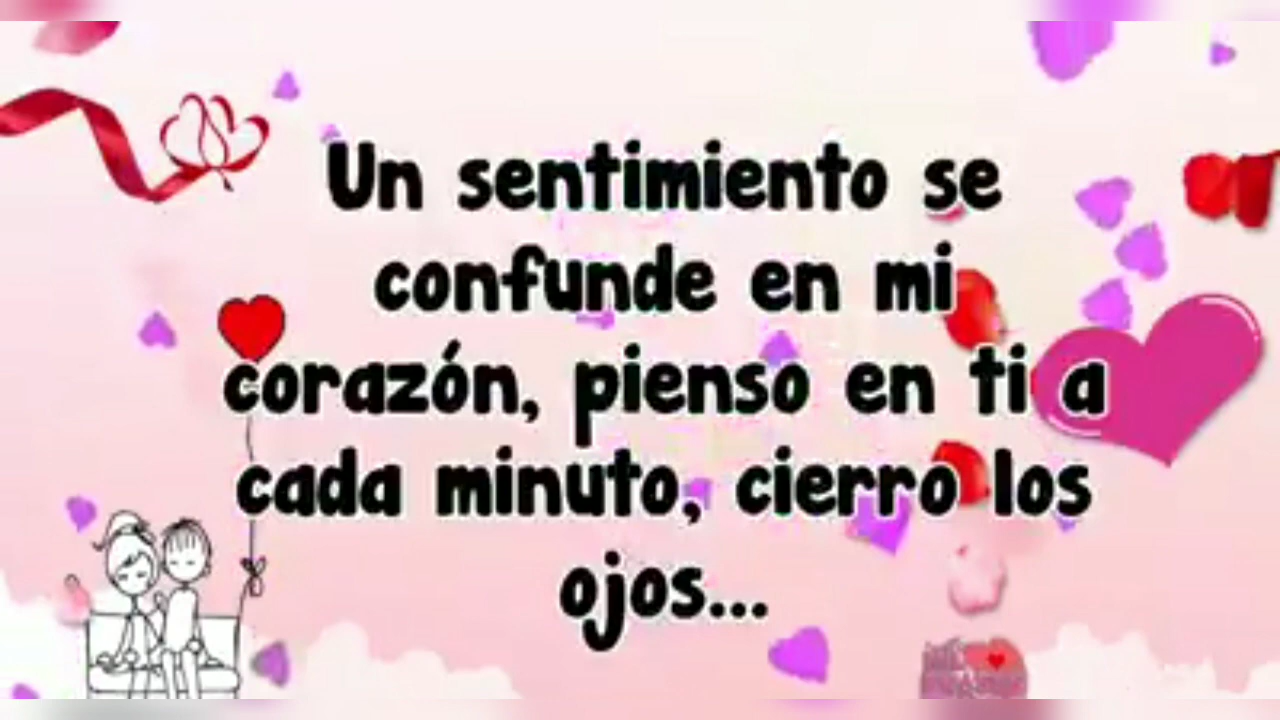 Un sentimiento se
confunde en mi
corazón, pienso en ti a
cada minuto, cierro los
ojos...